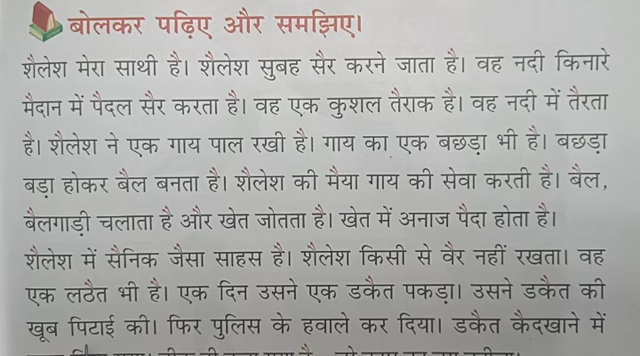 बोलकर पढ़िए और समझिए।
शैलेश मेरा साथी है। शैलेश सुबह सैर करने जाता है। वह नदी किनारे
मैदान में पैदल सैर करता है। वह एक कुशल तैराक है। वह नदी में तैरता
है। शैलेश ने एक गाय पाल रखी है। गाय का एक बछड़ा भी है। बछड़ा
बड़ा होकर बैल बनता है। शैलेश की मैया गाय की सेवा करती है। बैल,
बैलगाड़ी चलाता है और खेत जोतता है। खेत में अनाज पैदा होता है।
शैलेश में सैनिक जैसा साहस है। शैलेश किसी से वैर नहीं रखता। वह
एक लठैत भी है। एक दिन उसने एक डकैत पकड़ा। उसने डकैत की
खूब पिटाई की। फिर पुलिस के हवाले कर दिया। डकैत कैदखाने में